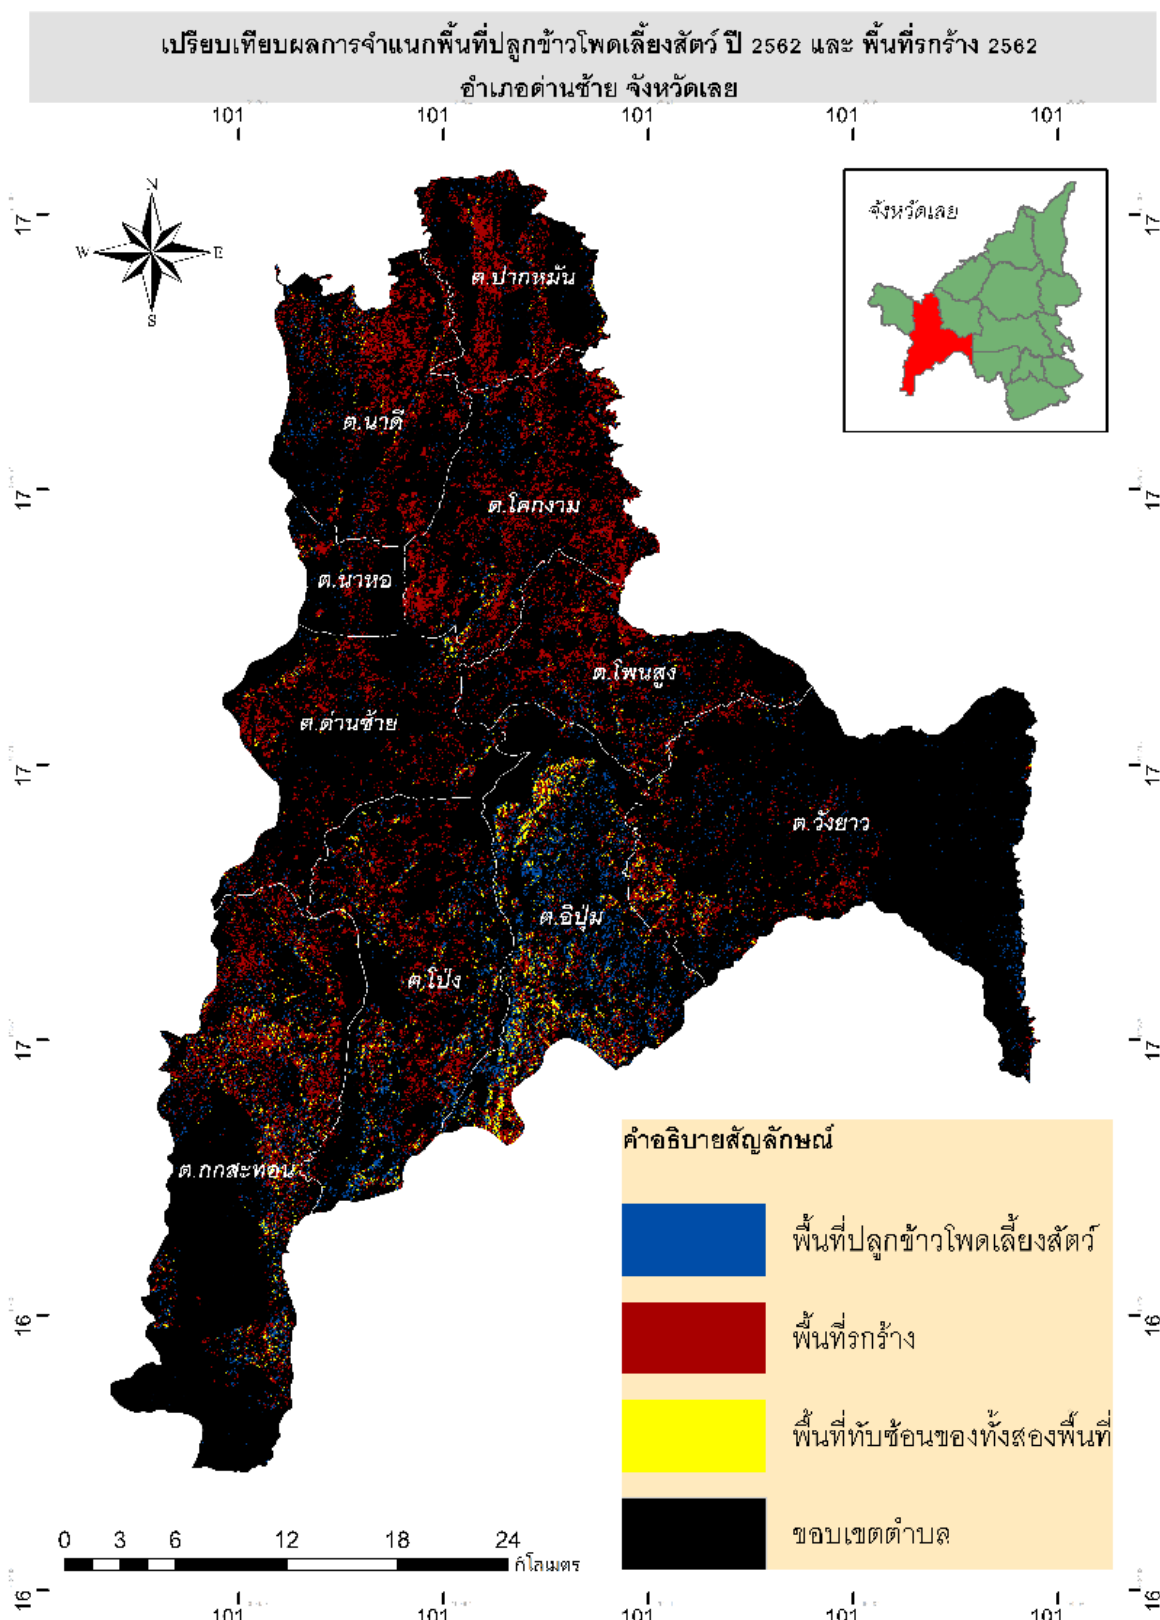 เปรียบเทียบผลการจำแนกพื้นที่ปลูกข้าวโพดเลี้ยงสัตว์ ปี 2562 และ พื้นที่รกร้าง 2562
อำเภอด่านซ้าย จังหวัดเลย
101 101 101 101 101
N
W E
S
จังหวัดเลย
17 17
ต.ปากหมัน
ต.นาดี
17 17
ต.โคกงาม
ต.นาหอ
ต.โพนสูง
ต.ด่านซ้าย
17 17
ต.วังยาว
ต.อิปุ่ม
ต.โป่ง
17 17
ต.กกสะทอน
คำอธิบายสัญลักษณ์
พื้นที่ปลูกข้าวโพดเลี้ยงสัตว์
16 16
พื้นที่รกร้าง
พื้นที่ทับซ้อนของทั้งสองพื้นที่
ขอบเขตตำบล
0 3 6 12 18 24
กิโลเมตร
16 16
101 101 101 101 101